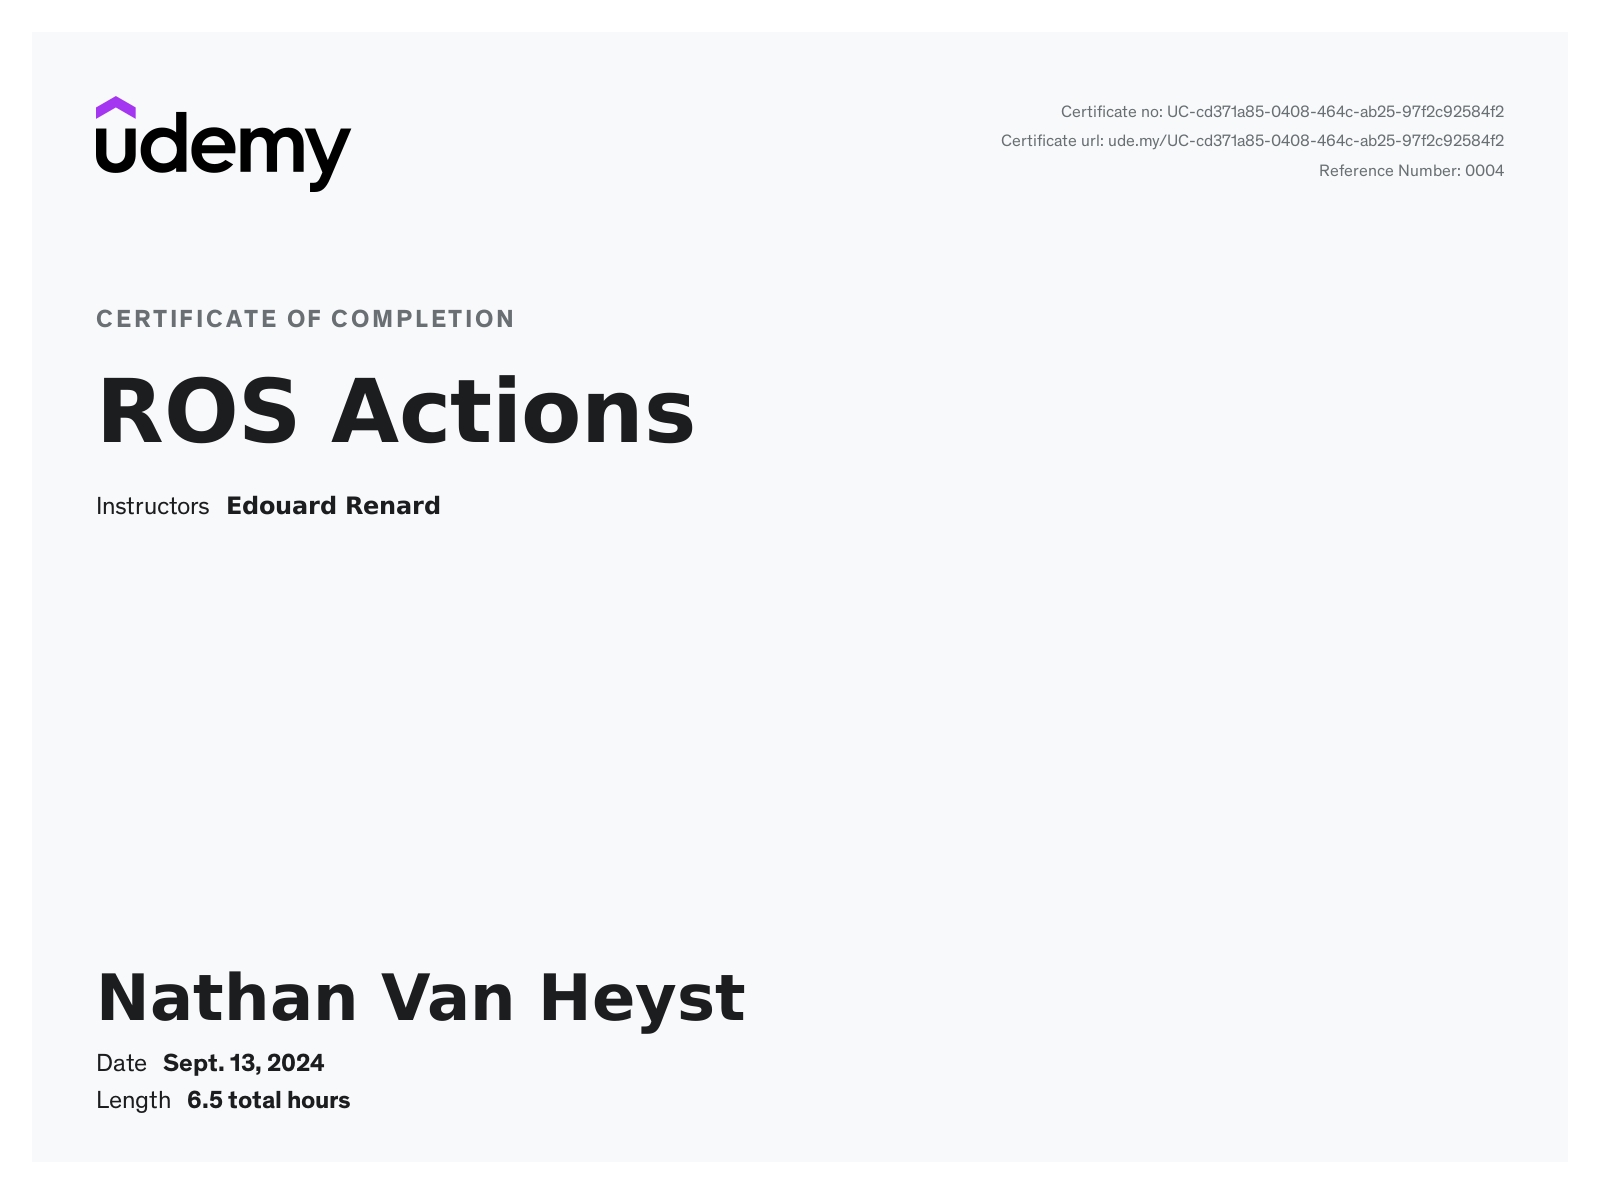 udemy
Certificate no: UC-cd371a85-0408-464c-ab25-97f2c92584f2
Certificate url: ude.my/UC-cd371a85-0408-464c-ab25-97f2c92584f2
Reference Number: 0004
CERTIFICATE OF COMPLETION
ROS Actions
Instructors Edouard Renard
Nathan Van Heyst
Date Sept. 13, 2024
Length 6.5 total hours